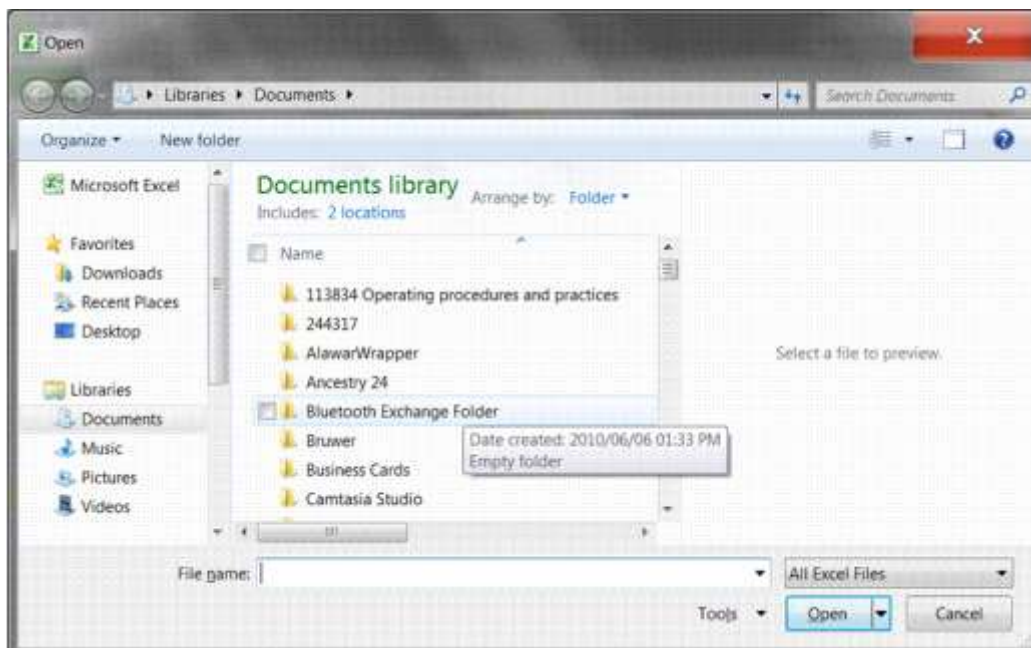 Open
Libraries Documents
Search Documents
Organize New folder
Microsoft Excel
Favorites
Downloads
Recent Places
Desktop
Libraries
Documents
Music
Pictures
Videos
Documents library
Includes: 2 locations
Arrange by: Folder
Name
113834 Operating procedures and practices
244317
AlawarWrapper
Ancestry 24
Bluetooth Exchange Folder
Bruwer
Business Cards
Camtasia Studio
Date created: 2010/06/06 01:33 PM
Empty folder
Select a file to preview.
File name:
All Excel Files
Tools Open Cancel